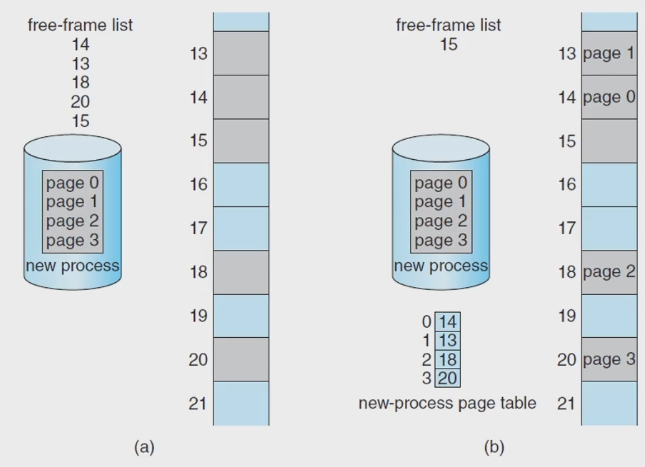 free-frame list
14
13
18
20
15
page 0
page 1
page 2
page 3
new process
13
14
15
16
17
18
19
20
21
(a)
free-frame list
15
page 0
page 1
page 2
page 3
new process
0 14
1 13
2 18
3 20
new-process page table
13 page 1
14 page 0
15
16
17
18 page 2
19
20 page 3
21
(b)